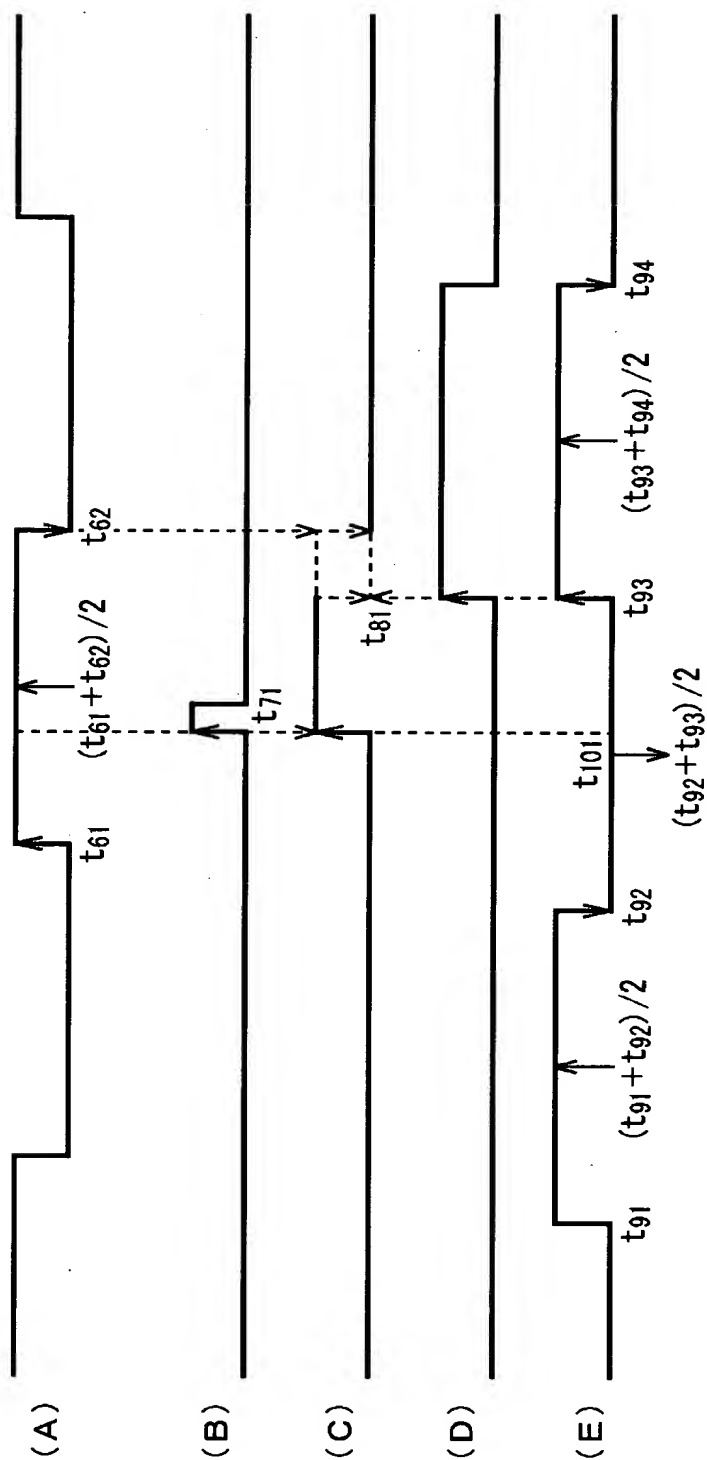 (A)
t61
(t61+t62)/2
t62
(B)
t71
(C)
t81
(D)
(E)
t91
(t91+t92)/2
t92
t101
(t92+t93)/2
t93
(t93+t94)/2
t94